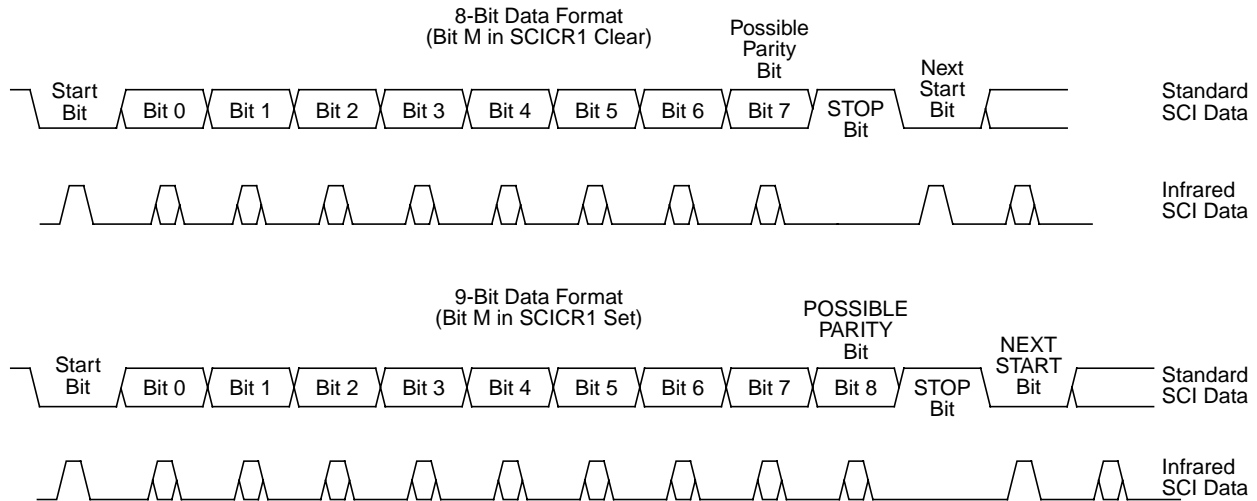 8-Bit Data Format
(Bit M in SCICR1 Clear)
Possible
Parity
Bit
Start
Bit
Next
Start
Bit
Bit 0
Bit 1
Bit 2
Bit 3
Bit 4
Bit 5
Bit 6
Bit 7
STOP
Bit
Standard
SCI Data
Infrared
SCI Data
9-Bit Data Format
(Bit M in SCICR1 Set)
POSSIBLE
PARITY
Bit
Start
Bit
NEXT
START
Bit
Bit 0
Bit 1
Bit 2
Bit 3
Bit 4
Bit 5
Bit 6
Bit 7
Bit 8
STOP
Bit
Standard
SCI Data
Infrared
SCI Data